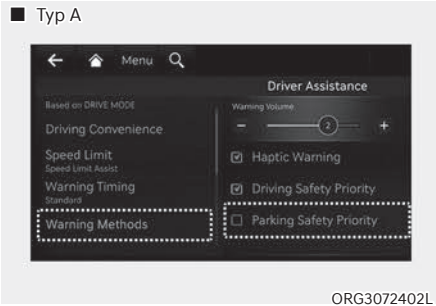 ■ Typ A
Menu
Driver Assistance
Based on DRIVE MODE
Driving Convenience
Speed Limit
Speed Limit Assist
Warning Timing
Standard
Warning Methods
Warning Volume
- 2 +
Haptic Warning
Driving Safety Priority
Parking Safety Priority
ORG3072402L